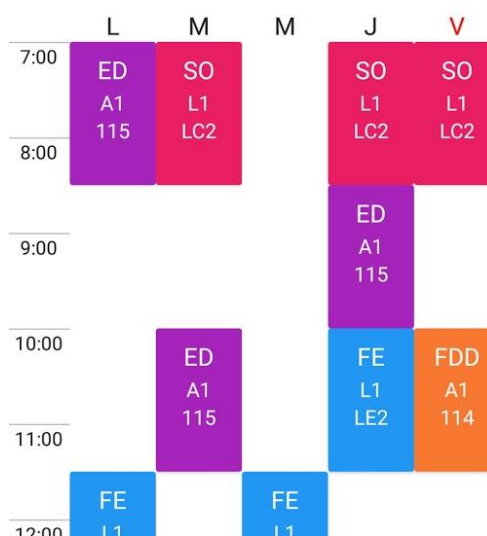 L M M J V
7:00
ED SO SO SO
A1 L1 L1 L1
115 LC2 LC2 LC2
8:00
ED
9:00 A1
115
10:00
ED FE FDD
A1 L1 A1
115 LE2 114
11:00
FE FE
12:00 L1 L1